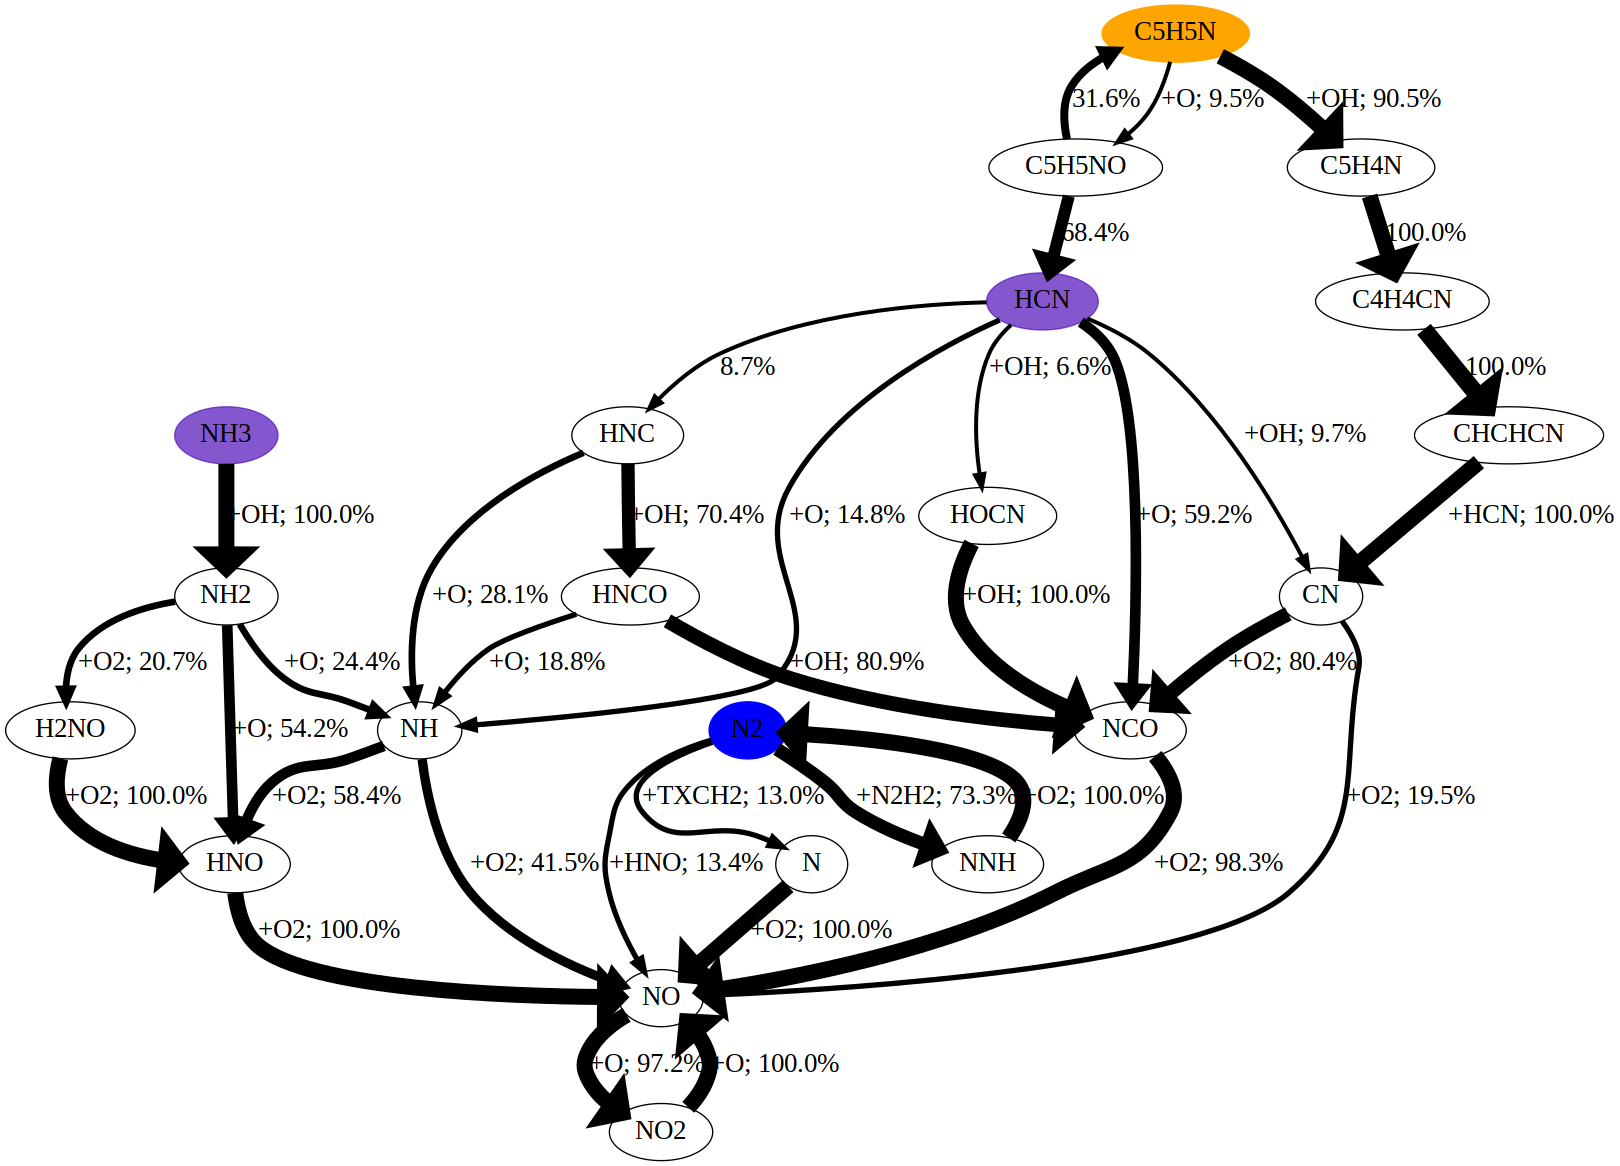 C5H5N
31.6%
+O; 9.5%
+OH; 90.5%
C5H5NO
C5H4N
68.4%
100.0%
HCN
C4H4CN
8.7%
+OH; 6.6%
100.0%
NH3
HNC
+OH; 9.7%
CHCHCN
+OH; 100.0%
+OH; 70.4%
+O; 14.8%
HOCN
+O; 59.2%
+HCN; 100.0%
NH2
+O; 28.1%
HNCO
+OH; 100.0%
CN
+O2; 20.7%
+O; 24.4%
+O; 18.8%
+OH; 80.9%
+O2; 80.4%
H2NO
+O; 54.2%
NH
N2
NCO
+O2; 100.0%
+O2; 58.4%
+TXCH2; 13.0%
+N2H2; 73.3%
+O2; 100.0%
+O2; 19.5%
HNO
+O2; 41.5%
+HNO; 13.4%
N
NNH
+O2; 98.3%
+O2; 100.0%
+O2; 100.0%
NO
+O; 97.2%
+O; 100.0%
NO2